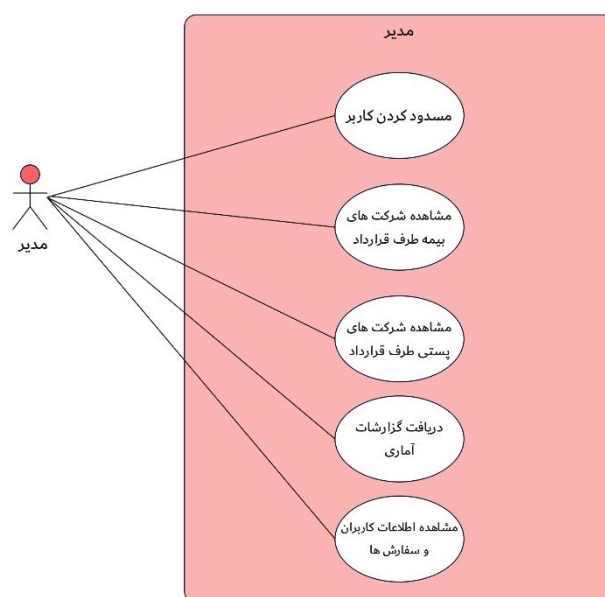 مدیر
مسدود کردن کاربر
مشاهده شرکت های
بیمه طرف قرارداد
مدیر
مشاهده شرکت های
پستی طرف قرارداد
دریافت گزارشات
آماری
مشاهده اطلاعات کاربران
و سفارش ها